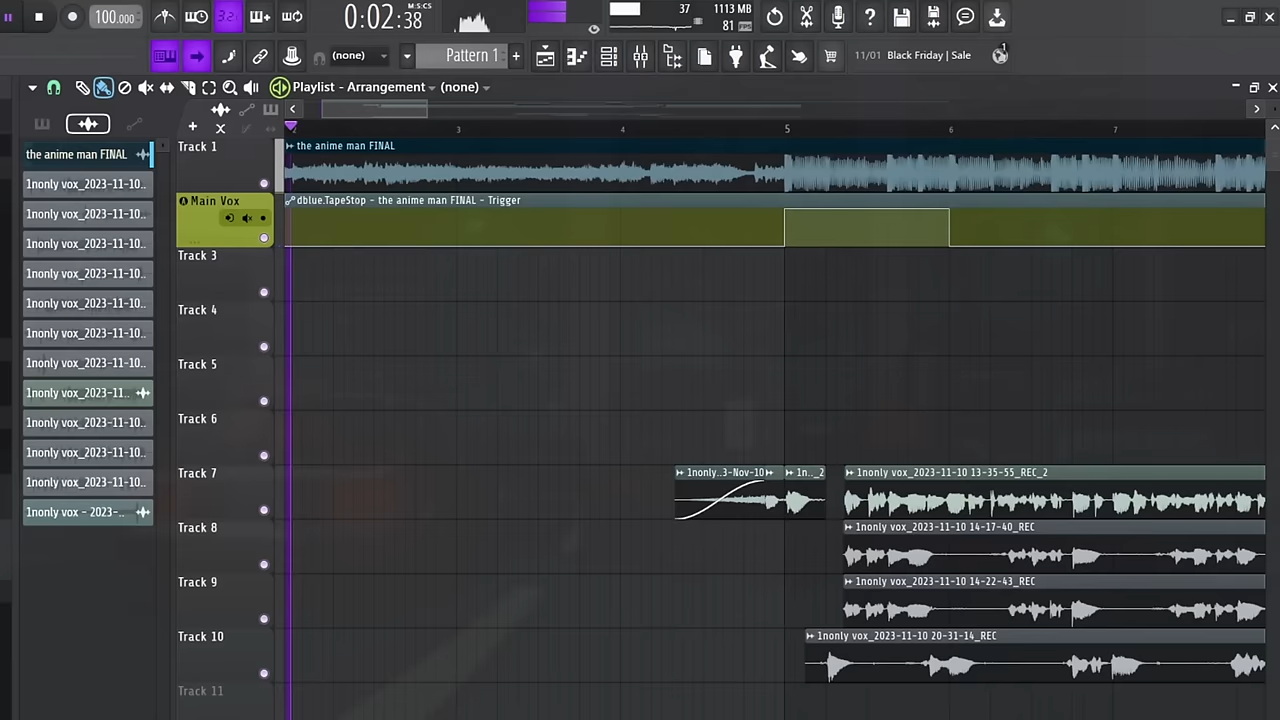 100.000
3 2
0:02:38
M:S:CS
37
1113 MB
81 FPS
(none)
Pattern 1
+
11/01 Black Friday | Sale
1
Playlist - Arrangement
(none)
2 3 4 5 6 7
the anime man FINAL
1nonly vox_2023-11-10..
1nonly vox_2023-11-10..
1nonly vox_2023-11-10..
1nonly vox_2023-11-10..
1nonly vox_2023-11-10..
1nonly vox_2023-11-10..
1nonly vox_2023-11-10..
1nonly vox_2023-11..
1nonly vox_2023-11-10..
1nonly vox_2023-11-10..
1nonly vox_2023-11-10..
1nonly vox - 2023-..
Track 1
the anime man FINAL
Main Vox
dblue.TapeStop - the anime man FINAL - Trigger
Track 3
Track 4
Track 5
Track 6
Track 7
1nonly..3-Nov-10
1n.._2
1nonly vox_2023-11-10 13-35-55_REC_2
Track 8
1nonly vox_2023-11-10 14-17-40_REC
Track 9
1nonly vox_2023-11-10 14-22-43_REC
Track 10
1nonly vox_2023-11-10 20-31-14_REC
Track 11